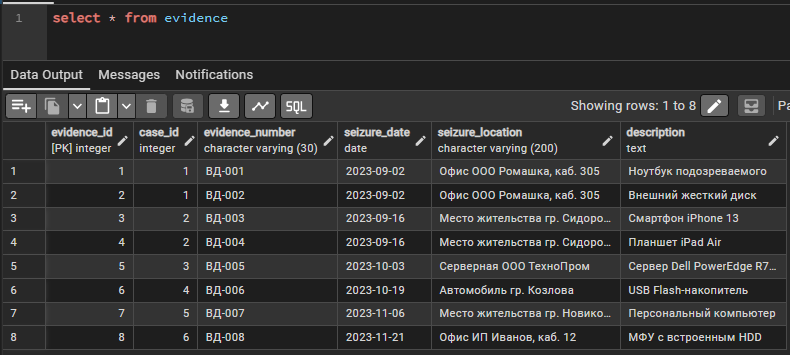 1 select * from evidence
Data Output Messages Notifications
SQL Showing rows: 1 to 8 Pa
evidence_id case_id evidence_number seizure_date seizure_location description
[PK] integer integer character varying (30) date character varying (200) text
1 1 1 ВД-001 2023-09-02 Офис ООО Ромашка, каб. 305 Ноутбук подозреваемого
2 2 1 ВД-002 2023-09-02 Офис ООО Ромашка, каб. 305 Внешний жесткий диск
3 3 2 ВД-003 2023-09-16 Место жительства гр. Сидоро... Смартфон iPhone 13
4 4 2 ВД-004 2023-09-16 Место жительства гр. Сидоро... Планшет iPad Air
5 5 3 ВД-005 2023-10-03 Серверная ООО ТехноПром Сервер Dell PowerEdge R7...
6 6 4 ВД-006 2023-10-19 Автомобиль гр. Козлова USB Flash-накопитель
7 7 5 ВД-007 2023-11-06 Место жительства гр. Новико... Персональный компьютер
8 8 6 ВД-008 2023-11-21 Офис ИП Иванов, каб. 12 МФУ с встроенным HDD